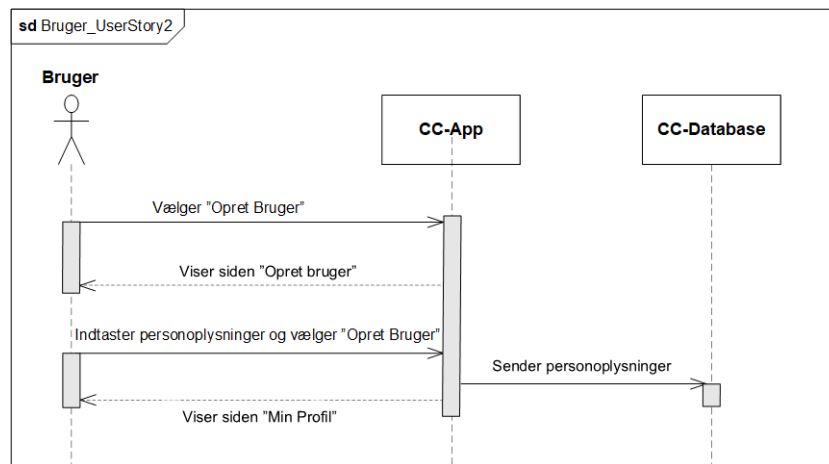 sd Bruger_UserStory2
Bruger
CC-App
CC-Database
Vælger "Opret Bruger"
Viser siden "Opret bruger"
Indtaster personoplysninger og vælger "Opret Bruger"
Sender personoplysninger
Viser siden "Min Profil"